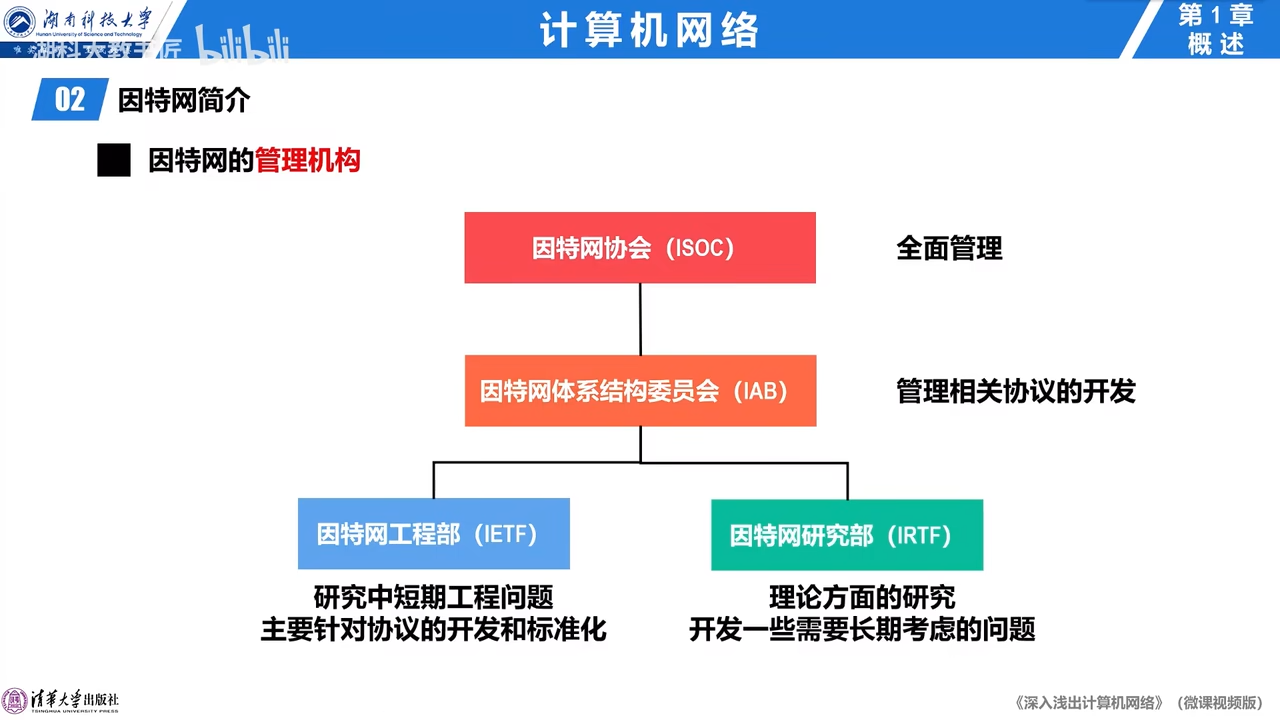 湖南科技大学
Hunan University of Science and Technology
湖科大教书匠 bilibili
计算机网络
第 1 章
概 述
02 因特网简介
因特网的管理机构
因特网协会（ISOC） 全面管理
因特网体系结构委员会（IAB） 管理相关协议的开发
因特网工程部（IETF） 因特网研究部（IRTF）
研究中短期工程问题 理论方面的研究
主要针对协议的开发和标准化 开发一些需要长期考虑的问题
清华大学出版社
TSINGHUA UNIVERSITY PRESS
《深入浅出计算机网络》（微课视频版）